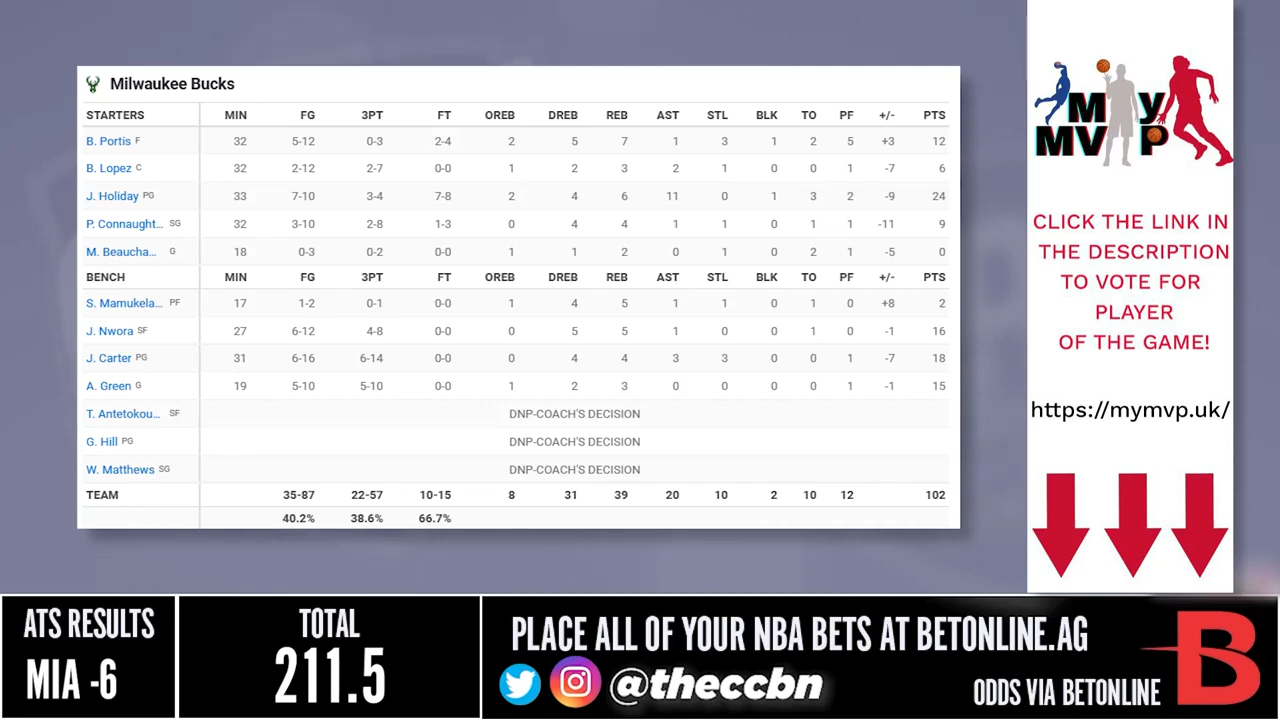 Milwaukee Bucks
STARTERS MIN FG 3PT FT OREB DREB REB AST STL BLK TO PF +/- PTS
B. Portis F 32 5-12 0-3 2-4 2 5 7 1 3 1 2 5 +3 12
B. Lopez C 32 2-12 2-7 0-0 1 2 3 2 1 0 0 1 -7 6
J. Holiday PG 33 7-10 3-4 7-8 2 4 6 11 0 1 3 2 -9 24
P. Connaught... SG 32 3-10 2-8 1-3 0 4 4 1 1 0 1 1 -11 9
M. Beaucha... G 18 0-3 0-2 0-0 1 1 2 0 1 0 2 1 -5 0
BENCH MIN FG 3PT FT OREB DREB REB AST STL BLK TO PF +/- PTS
S. Mamukela... PF 17 1-2 0-1 0-0 1 4 5 1 1 0 1 0 +8 2
J. Nwora SF 27 6-12 4-8 0-0 0 5 5 1 0 0 1 0 -1 16
J. Carter PG 31 6-16 6-14 0-0 0 4 4 3 3 0 0 1 -7 18
A. Green G 19 5-10 5-10 0-0 1 2 3 0 0 0 0 1 -1 15
T. Antetokou... SF DNP-COACH'S DECISION
G. Hill PG DNP-COACH'S DECISION
W. Matthews SG DNP-COACH'S DECISION
TEAM 35-87 22-57 10-15 8 31 39 20 10 2 10 12 102
40.2% 38.6% 66.7%
My
MVP
CLICK THE LINK IN
THE DESCRIPTION
TO VOTE FOR
PLAYER
OF THE GAME!
https://mymvp.uk/
ATS RESULTS
MIA -6
TOTAL
211.5
PLACE ALL OF YOUR NBA BETS AT BETONLINE.AG
@theccbn
ODDS VIA BETONLINE
B